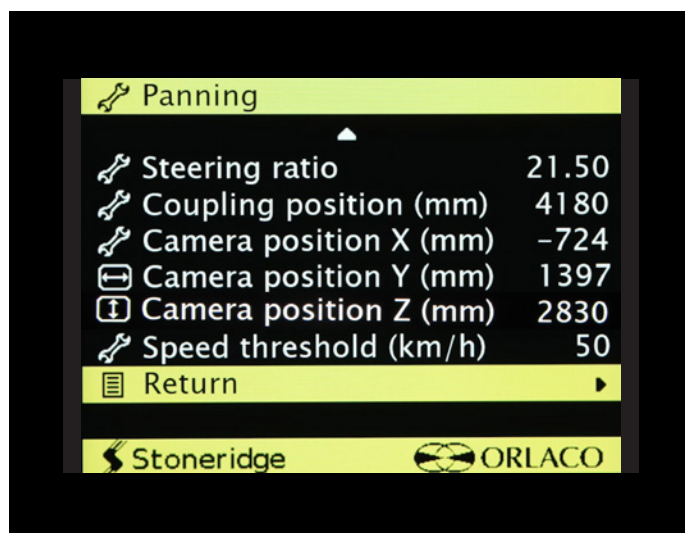 Panning
Steering ratio 21.50
Coupling position (mm) 4180
Camera position X (mm) -724
Camera position Y (mm) 1397
Camera position Z (mm) 2830
Speed threshold (km/h) 50
Return
Stoneridge ORLACO